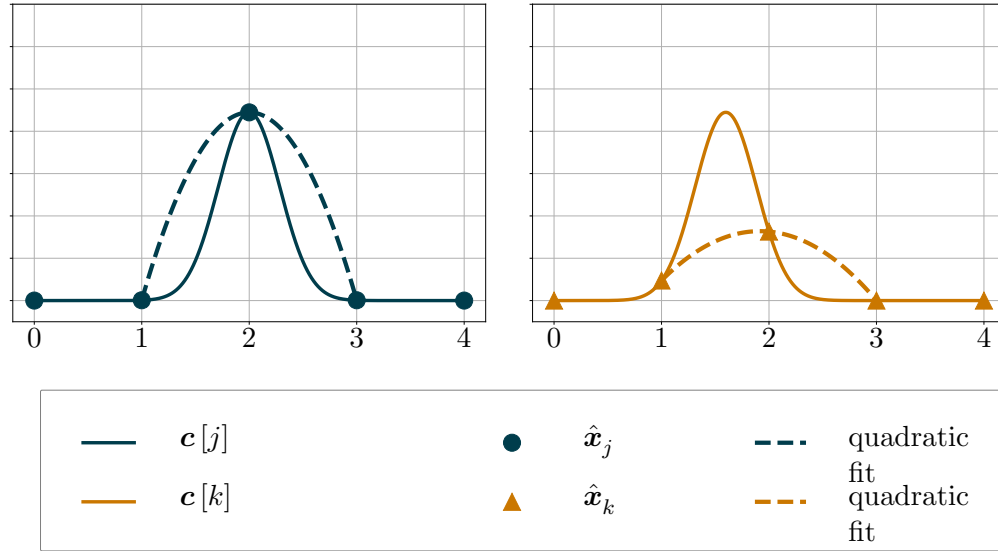 0 1 2 3 4
0 1 2 3 4
c [j]
x̂_j
quadratic
fit
c [k]
x̂_k
quadratic
fit